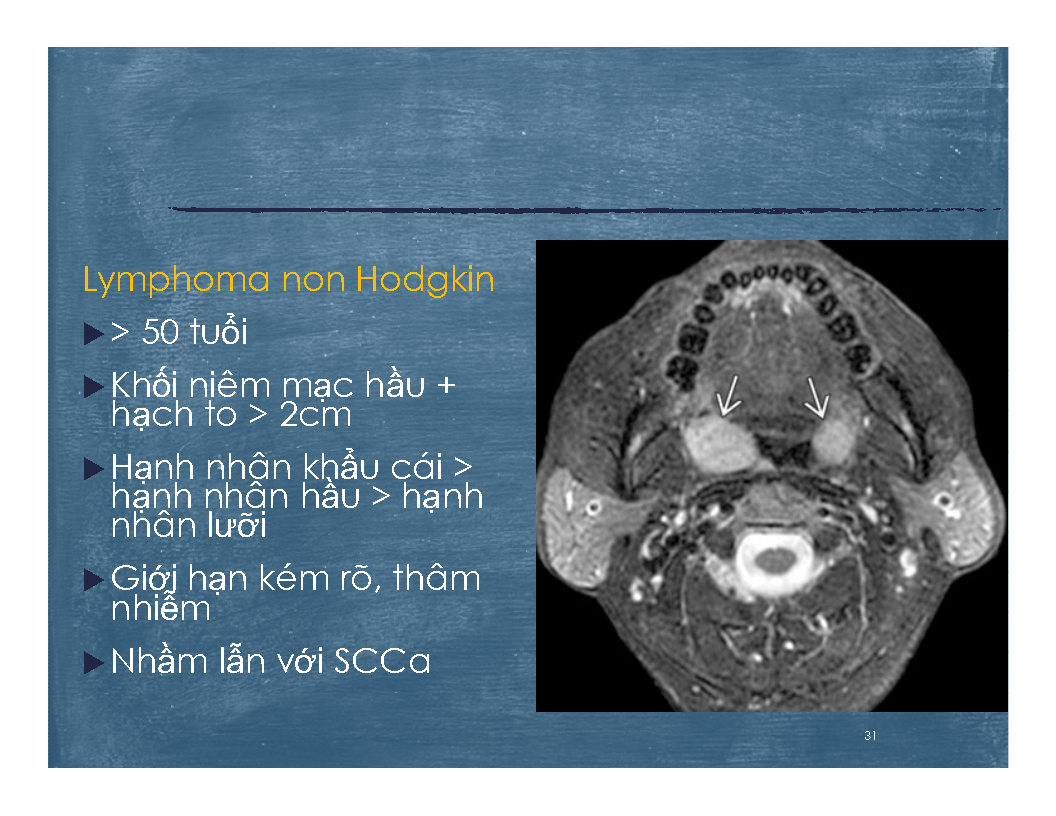 Lymphoma non Hodgkin
> 50 tuổi
Khối niêm mạc hầu +
hạch to > 2cm
Hạnh nhân khẩu cái >
hạnh nhân hầu > hạnh
nhân lưỡi
Giới hạn kém rõ, thâm
nhiễm
Nhầm lẫn với SCCa
31